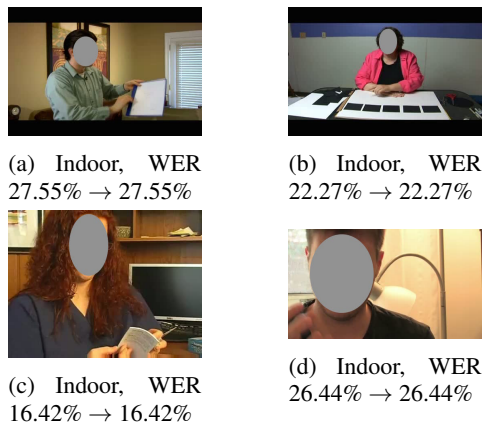 (a) Indoor, WER
27.55% → 27.55%
(b) Indoor, WER
22.27% → 22.27%
(c) Indoor, WER
16.42% → 16.42%
(d) Indoor, WER
26.44% → 26.44%